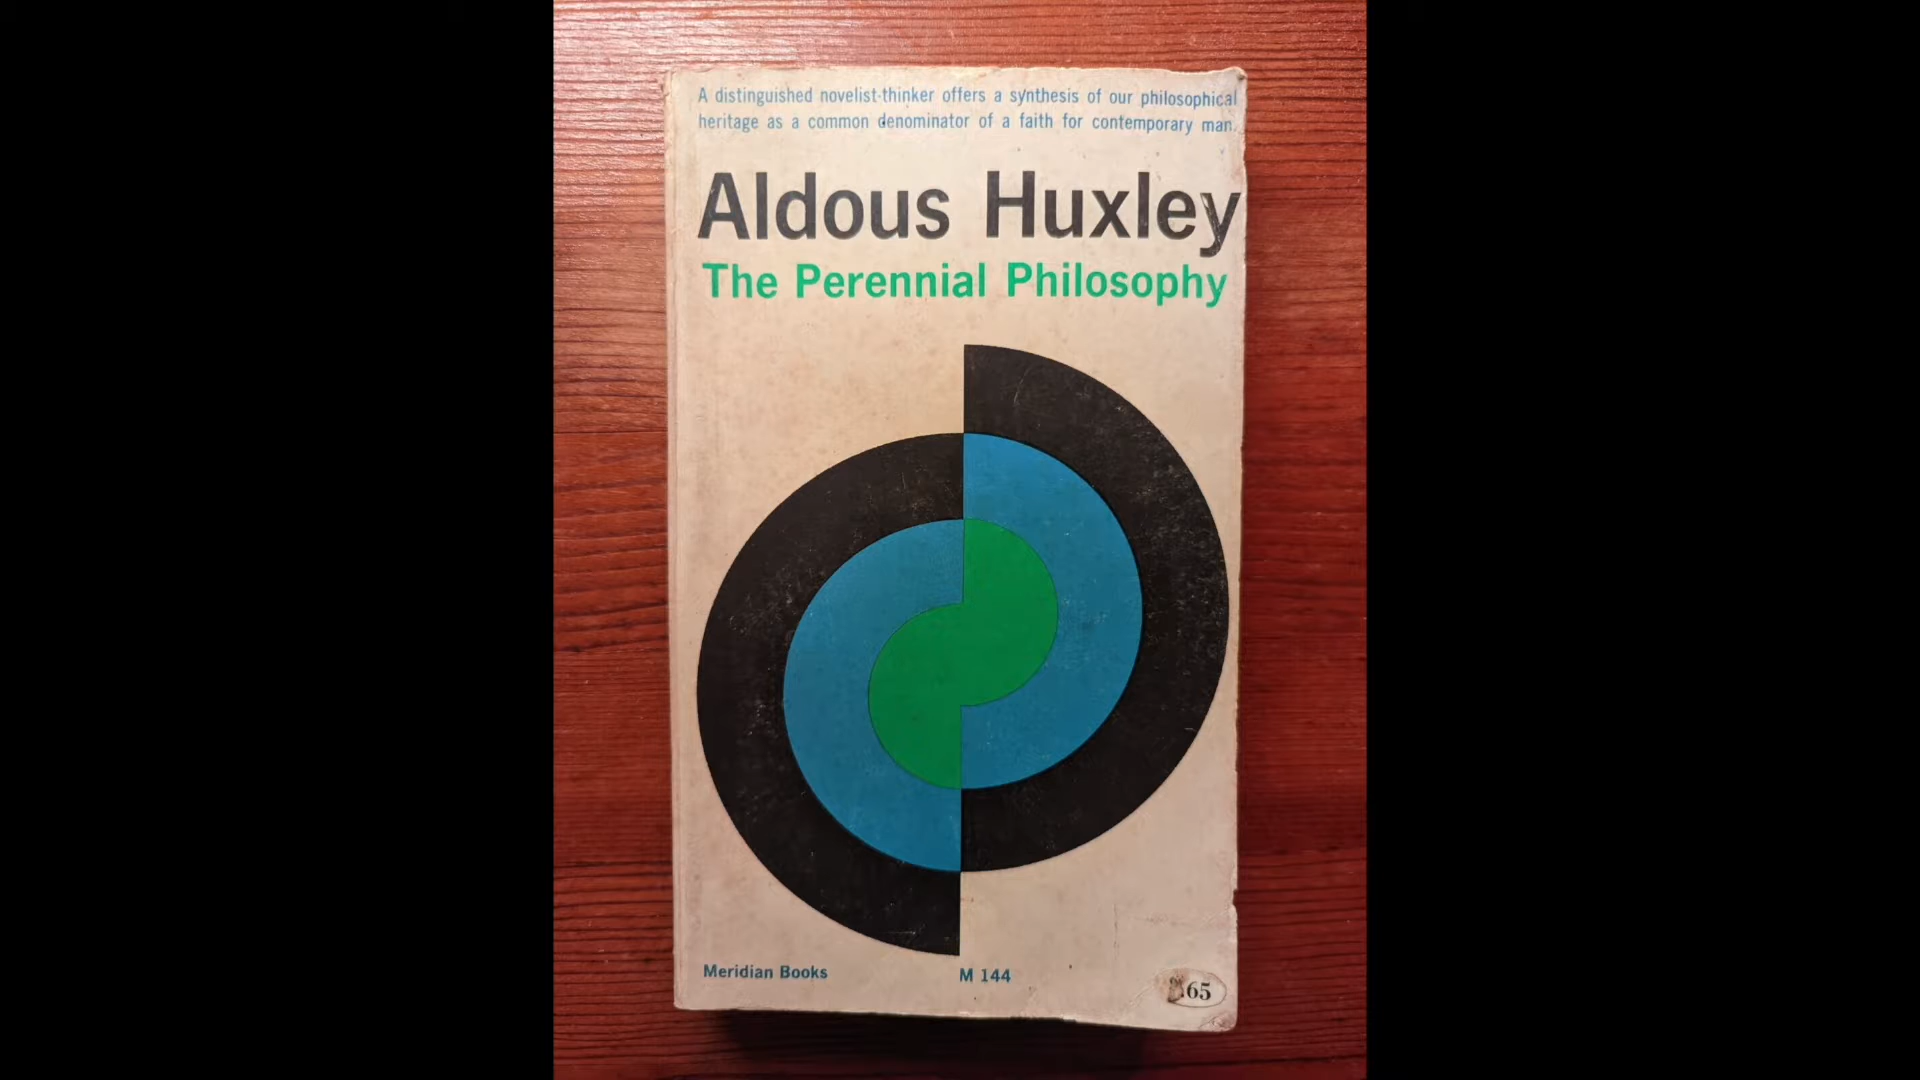 A distinguished novelist-thinker offers a synthesis of our philosophical
heritage as a common denominator of a faith for contemporary man.
Aldous Huxley
The Perennial Philosophy
Meridian Books
M 144
.65